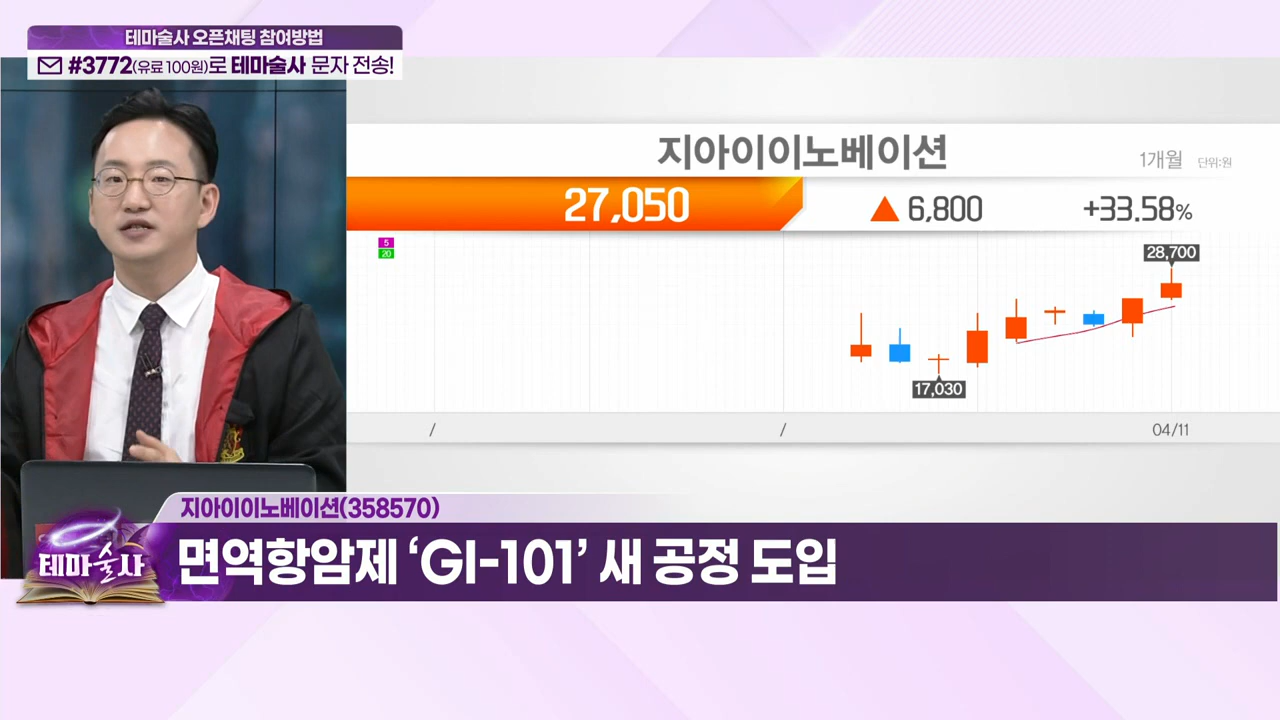 테마술사 오픈채팅 참여방법
#3772(유료 100원)로 테마술사 문자 전송!
지아이이노베이션
1개월 단위:원
27,050 ▲ 6,800 +33.58%
5
20
28,700
17,030
/ / 04/11
지아이이노베이션(358570)
테마술사
면역항암제 ‘GI-101’ 새 공정 도입